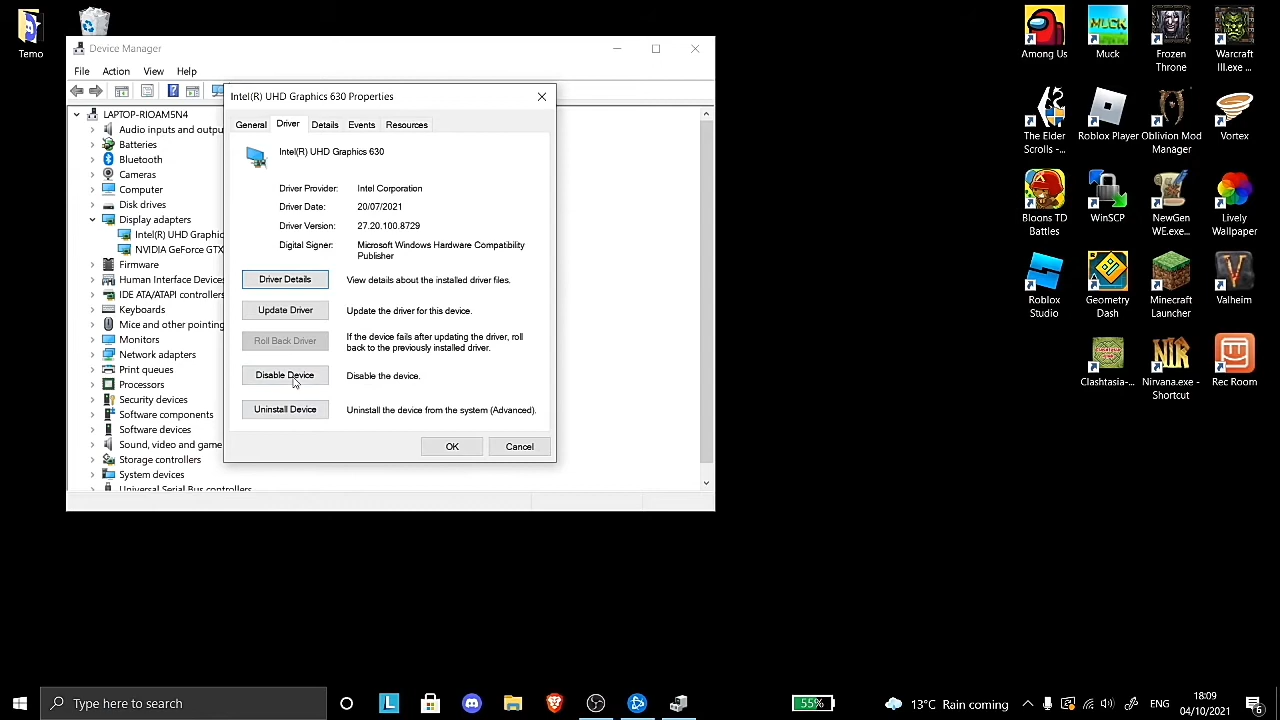 Temo
Device Manager
File Action View Help
LAPTOP-RIOAM5N4
Audio inputs and outpu
Batteries
Bluetooth
Cameras
Computer
Disk drives
Display adapters
Intel(R) UHD Graphic
NVIDIA GeForce GTX
Firmware
Human Interface Devices
IDE ATA/ATAPI controllers
Keyboards
Mice and other pointing
Monitors
Network adapters
Print queues
Processors
Security devices
Software components
Software devices
Sound, video and game
Storage controllers
System devices
Universal Serial Bus controllers
Intel(R) UHD Graphics 630 Properties
General Driver Details Events Resources
Intel(R) UHD Graphics 630
Driver Provider: Intel Corporation
Driver Date: 20/07/2021
Driver Version: 27.20.100.8729
Digital Signer: Microsoft Windows Hardware Compatibility
Publisher
Driver Details View details about the installed driver files.
Update Driver Update the driver for this device.
Roll Back Driver If the device fails after updating the driver, roll
back to the previously installed driver.
Disable Device Disable the device.
Uninstall Device Uninstall the device from the system (Advanced).
OK Cancel
Among Us Muck Frozen Warcraft
Throne III.exe ...
The Elder Roblox Player Oblivion Mod Vortex
Scrolls -... Manager
Bloons TD WinSCP NewGen Lively
Battles WE.exe... Wallpaper
Roblox Geometry Minecraft Valheim
Studio Dash Launcher
Clashtasia-... Nirvana.exe - Rec Room
Shortcut
Type here to search
55%
13°C Rain coming
ENG
18:09
04/10/2021
6